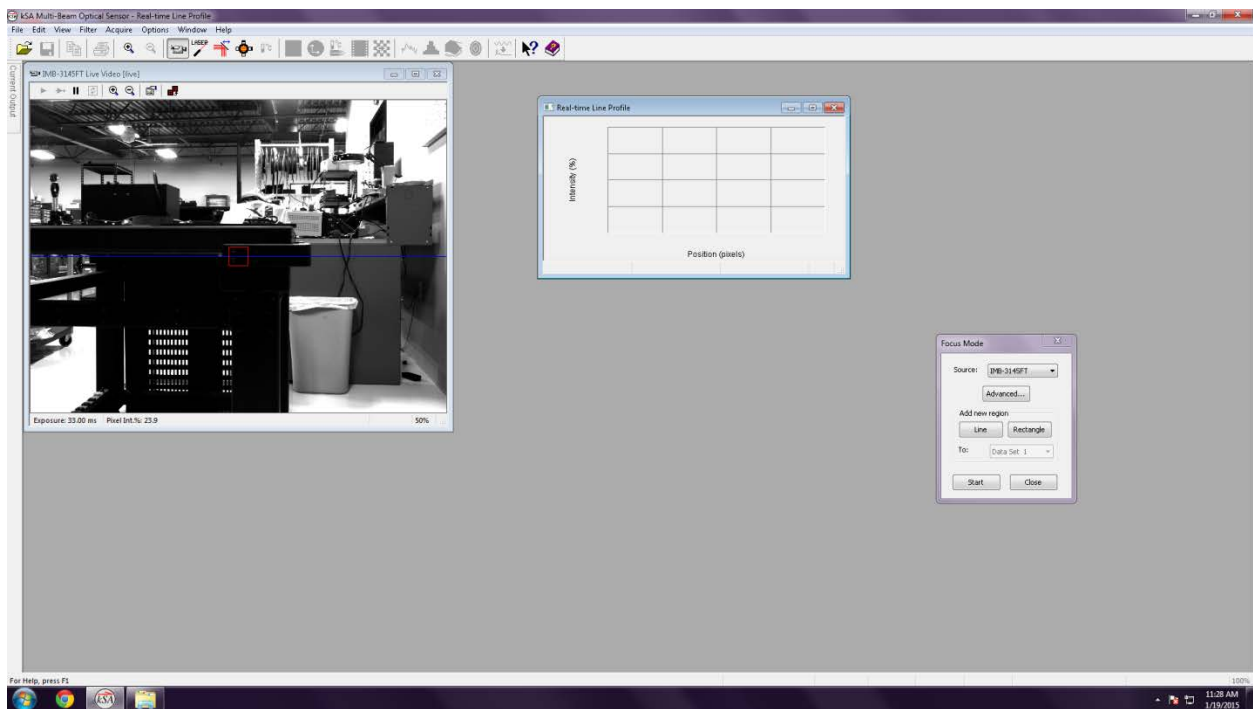 kSA Multi-Beam Optical Sensor - Real-time Line Profile
File Edit View Filter Acquire Options Window Help
LASER
Current Output
IMB-3145FT Live Video [live]
Exposure: 33.00 ms Pixel Int.%: 23.9 50%
Real-time Line Profile
Intensity (%)
Position (pixels)
Focus Mode
Source: IMB-3145FT
Advanced...
Add new region
Line Rectangle
To: Data Set 1
Start Close
For Help, press F1 100%
kSA
11:28 AM
1/19/2015